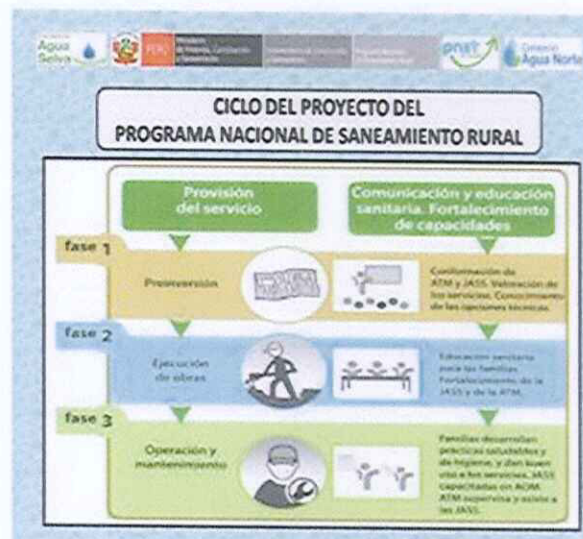 Agua
Selva
PERÚ
Agua Norte
CICLO DEL PROYECTO DEL
PROGRAMA NACIONAL DE SANEAMIENTO RURAL
Provisión
del servicio
Comunicación y educación
sanitaria. Fortalecimiento
de capacidades
fase 1
Preinversión
Conformación de
ATM y JASS. Valoración de
los servicios. Conocimiento
de las opciones técnicas.
fase 2
Ejecución
de obras
Educación sanitaria
para las familias.
Fortalecimiento de la
JASS y de la ATM.
fase 3
Operación y
mantenimiento
Familias desarrollan
prácticas saludables y
de higiene, y dan buen
uso a los servicios. JASS
capacitadas en AOM.
ATM supervisa y asiste a
las JASS.